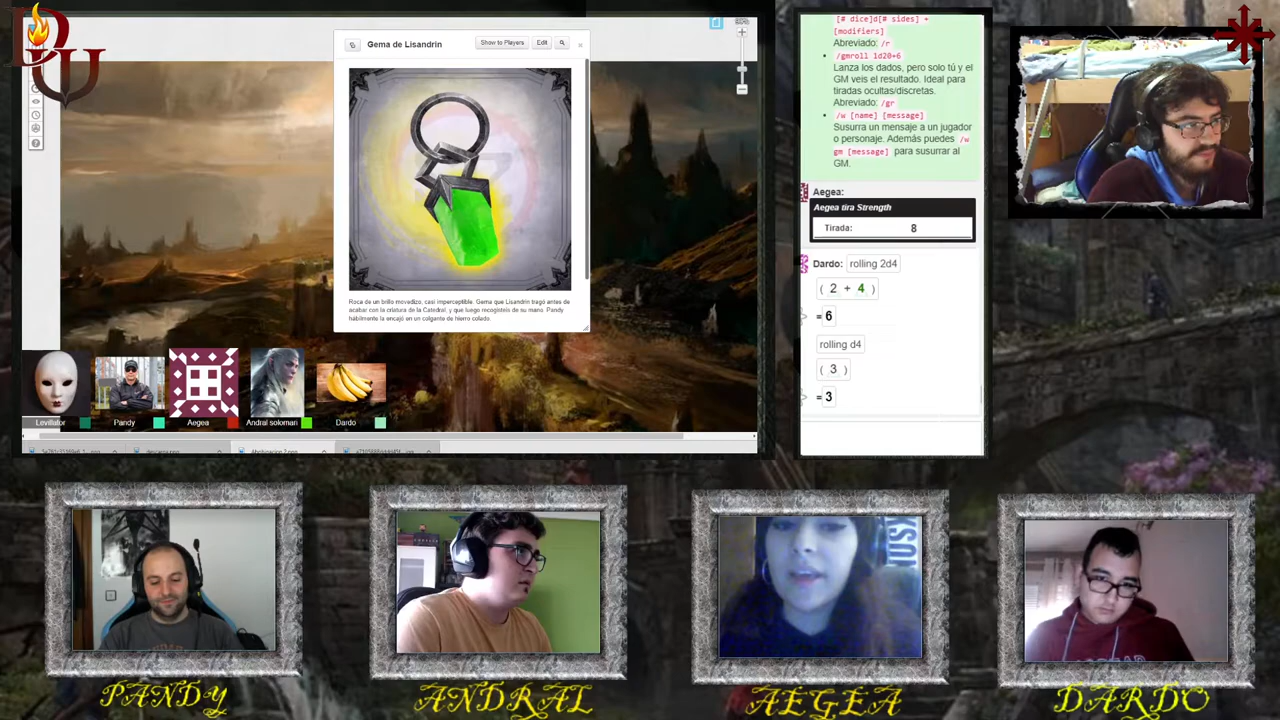 DU
Gema de Lisandrin
Show to Players
Edit
Roca de un brillo movedizo, casi imperceptible. Gema que Lisandrin tragó antes de
acabar con la criatura de la Catedral, y que luego recogisteis de su mano. Pandy
hábilmente la encajó en un colgante de hierro colado.
Levillator
Pandy
Aegea
Andral solomari
Dardo
[# dice]d[# sides] +
[modifiers]
Abreviado: /r
/gmroll 1d20+6
Lanza los dados, pero solo tú y el
GM veis el resultado. Ideal para
tiradas ocultas/discretas.
Abreviado: /gr
/w [name] [message]
Susurra un mensaje a un jugador
o personaje. Además puedes /w
gm [message] para susurrar al
GM.
Aegea:
Aegea tira Strength
Tirada: 8
Dardo: rolling 2d4
( 2 + 4 )
= 6
rolling d4
( 3 )
= 3
PANDY
ANDRAL
AEGEA
DARDO